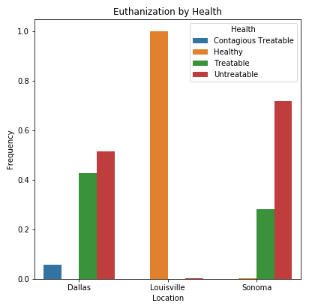 Euthanization by Health
Health
Contagious Treatable
Healthy
Treatable
Untreatable
1.0
0.8
0.6
0.4
0.2
0.0
Frequency
Dallas
Louisville
Sonoma
Location